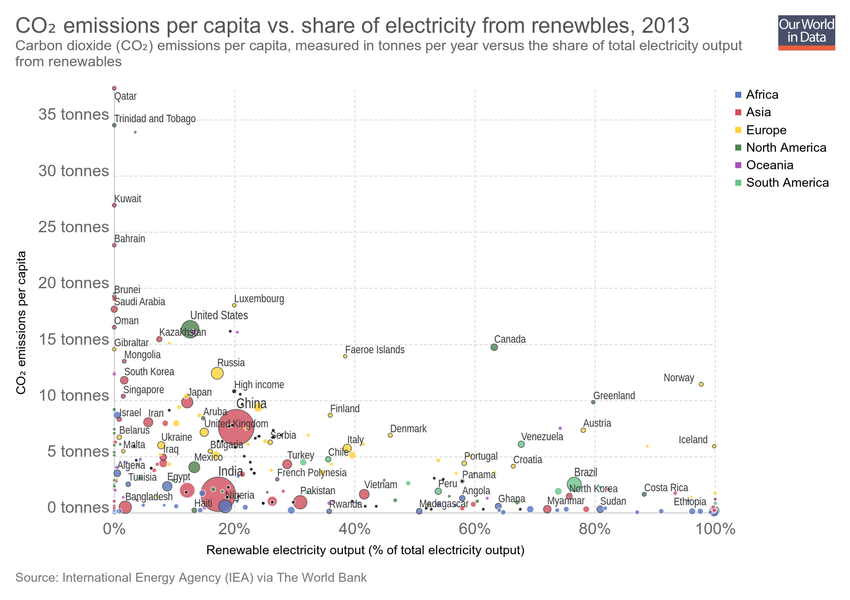 CO₂ emissions per capita vs. share of electricity from renewbles, 2013
Carbon dioxide (CO₂) emissions per capita, measured in tonnes per year versus the share of total electricity output
from renewables
Our World
in Data
Africa
Asia
Europe
North America
Oceania
South America
CO₂ emissions per capita
35 tonnes
30 tonnes
25 tonnes
20 tonnes
15 tonnes
10 tonnes
5 tonnes
0 tonnes
Qatar
Trinidad and Tobago
Kuwait
Bahrain
Brunei
Saudi Arabia
Luxembourg
Oman
United States
Kazakhstan
Gibraltar
Canada
Faeroe Islands
Mongolia
Russia
South Korea
Norway
Singapore
High income
Japan
Greenland
China
Israel
Iran
Aruba
Finland
United Kingdom
Belarus
Ukraine
Serbia
Denmark
Austria
Malta
Iraq
Bulgaria
Italy
Venezuela
Iceland
Algeria
Mexico
Turkey
Chile
Portugal
Croatia
Tunisia
Egypt
India
French Polynesia
Peru
Panama
Brazil
Bangladesh
Haiti
Nigeria
Pakistan
Vietnam
Angola
North Korea
Costa Rica
Rwanda
Madagascar
Ghana
Myanmar
Sudan
Ethiopia
0%
20%
40%
60%
80%
100%
Renewable electricity output (% of total electricity output)
Source: International Energy Agency (IEA) via The World Bank